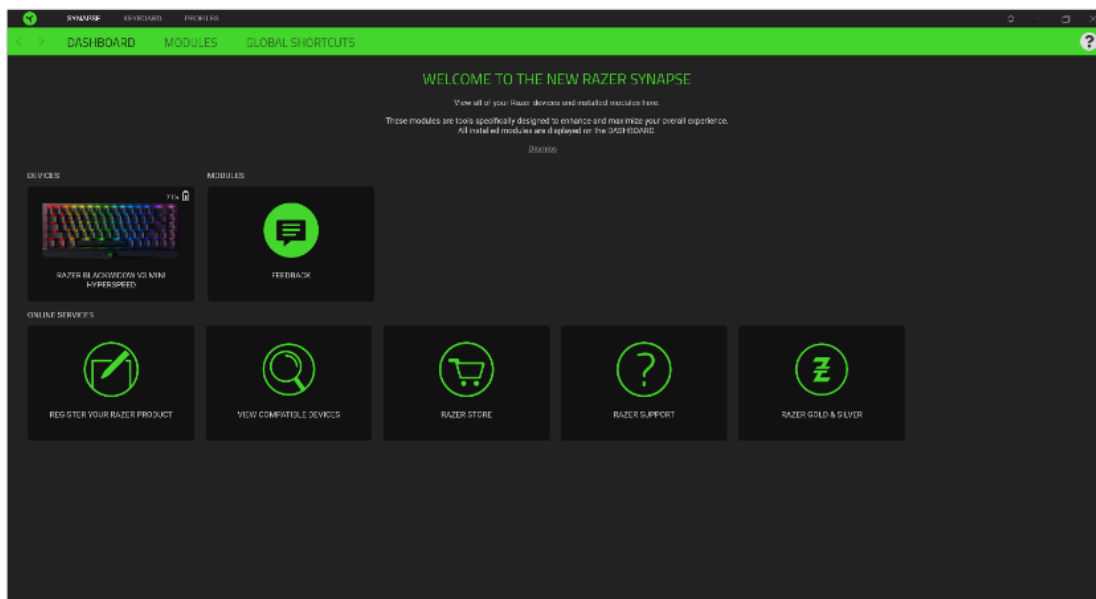 SYNAPSE KEYBOARD PROFILES
DASHBOARD MODULES GLOBAL SHORTCUTS
?
WELCOME TO THE NEW RAZER SYNAPSE
View all of your Razer devices and installed modules here.
These modules are tools specifically designed to enhance and maximize your overall experience.
All installed modules are displayed on the DASHBOARD.
Dismiss
DEVICES MODULES
RAZER BLACKWIDOW V3 MINI
HYPERSPEED
FEEDBACK
ONLINE SERVICES
REGISTER YOUR RAZER PRODUCT
VIEW COMPATIBLE DEVICES
RAZER STORE
RAZER SUPPORT
RAZER GOLD & SILVER